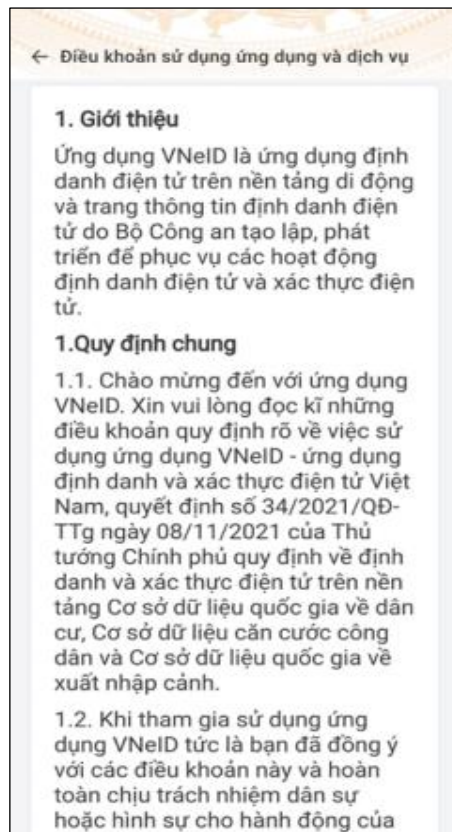 ← Điều khoản sử dụng ứng dụng và dịch vụ
1. Giới thiệu
Ứng dụng VNeID là ứng dụng định
danh điện tử trên nền tảng di động
và trang thông tin định danh điện
tử do Bộ Công an tạo lập, phát
triển để phục vụ các hoạt động
định danh điện tử và xác thực điện
tử.
1.Quy định chung
1.1. Chào mừng đến với ứng dụng
VNeID. Xin vui lòng đọc kĩ những
điều khoản quy định rõ về việc sử
dụng ứng dụng VNeID - ứng dụng
định danh và xác thực điện tử Việt
Nam, quyết định số 34/2021/QĐ-
TTg ngày 08/11/2021 của Thủ
tướng Chính phủ quy định về định
danh và xác thực điện tử trên nền
tảng Cơ sở dữ liệu quốc gia về dân
cư, Cơ sở dữ liệu căn cước công
dân và Cơ sở dữ liệu quốc gia về
xuất nhập cảnh.
1.2. Khi tham gia sử dụng ứng
dụng VNeID tức là bạn đã đồng ý
với các điều khoản này và hoàn
toàn chịu trách nhiệm dân sự
hoặc hình sự cho hành động của